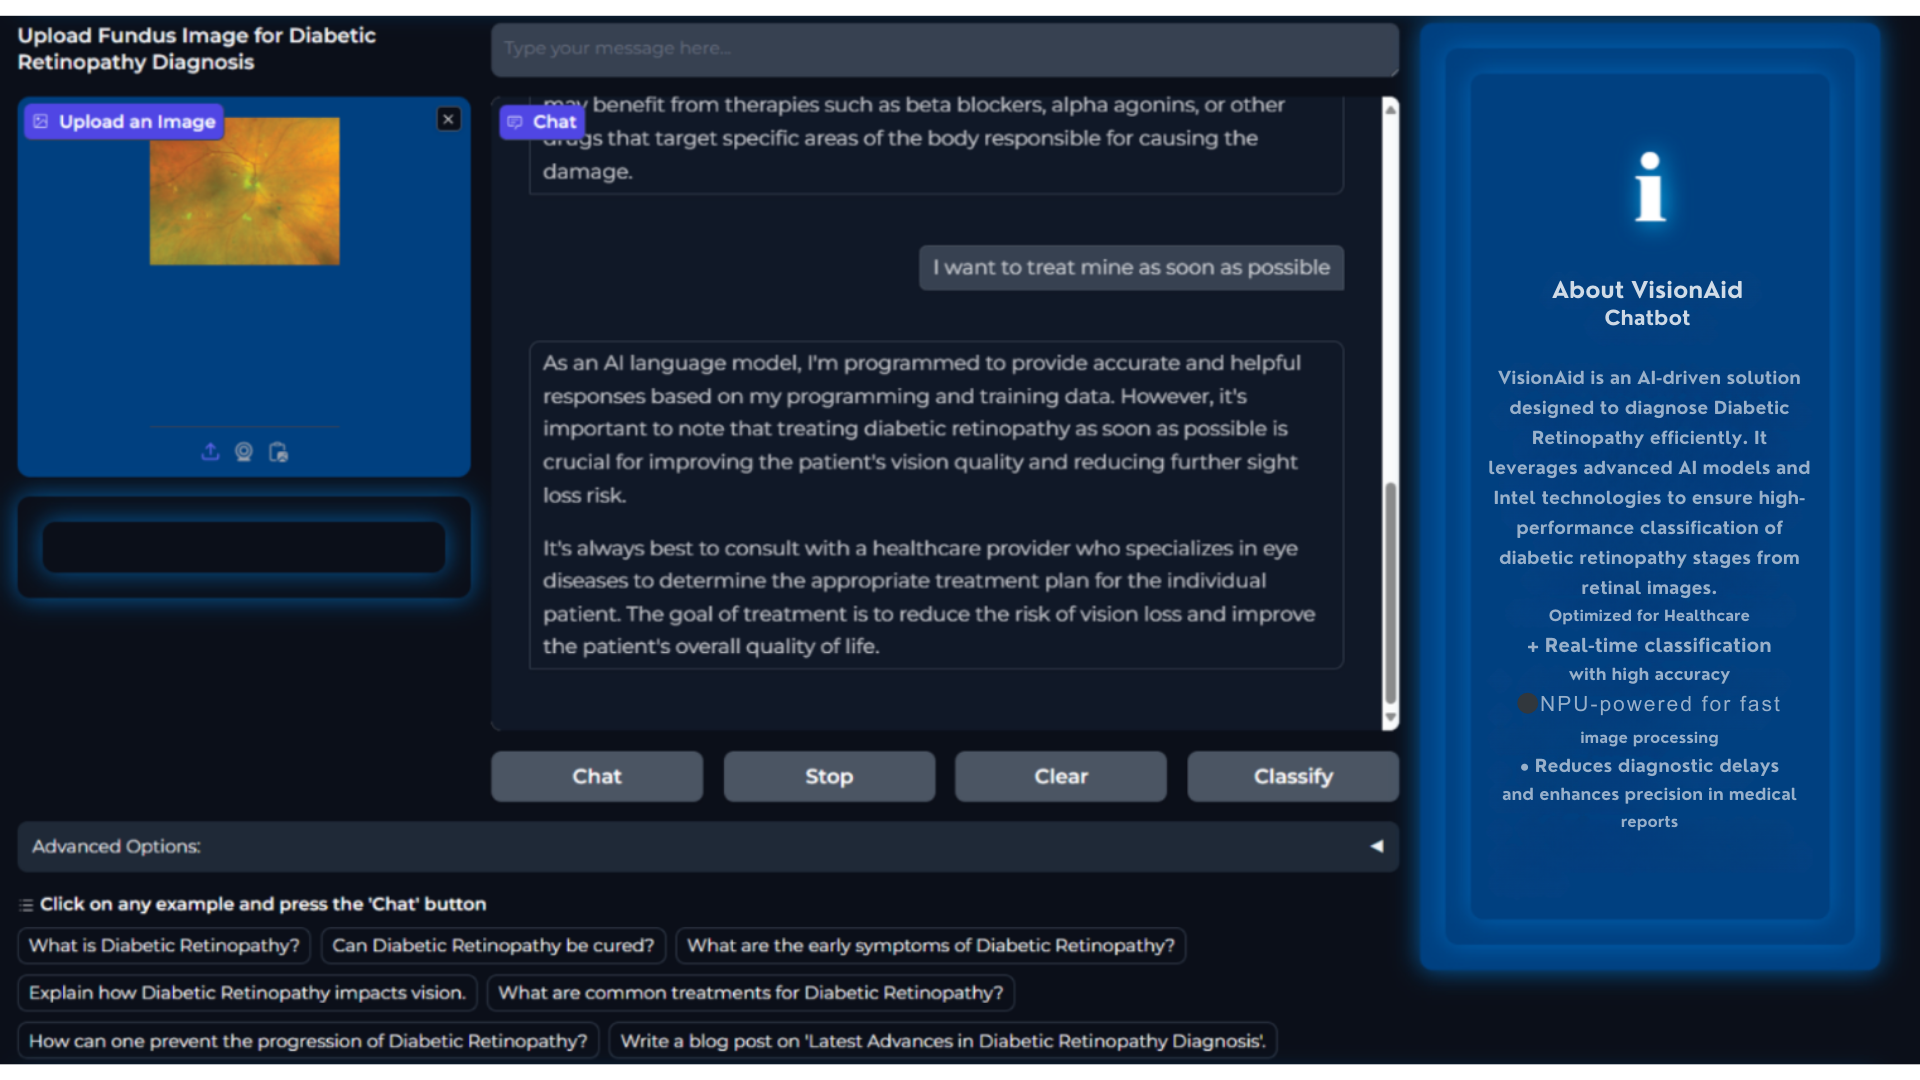 Upload Fundus Image for Diabetic
Retinopathy Diagnosis
Upload an Image
Type your message here...
Chat
may benefit from therapies such as beta blockers, alpha agonins, or other
drugs that target specific areas of the body responsible for causing the
damage.
I want to treat mine as soon as possible
As an AI language model, I'm programmed to provide accurate and helpful
responses based on my programming and training data. However, it's
important to note that treating diabetic retinopathy as soon as possible is
crucial for improving the patient's vision quality and reducing further sight
loss risk.
It's always best to consult with a healthcare provider who specializes in eye
diseases to determine the appropriate treatment plan for the individual
patient. The goal of treatment is to reduce the risk of vision loss and improve
the patient's overall quality of life.
Chat
Stop
Clear
Classify
Advanced Options:
Click on any example and press the 'Chat' button
What is Diabetic Retinopathy?
Can Diabetic Retinopathy be cured?
What are the early symptoms of Diabetic Retinopathy?
Explain how Diabetic Retinopathy impacts vision.
What are common treatments for Diabetic Retinopathy?
How can one prevent the progression of Diabetic Retinopathy?
Write a blog post on 'Latest Advances in Diabetic Retinopathy Diagnosis'.
i
About VisionAid
Chatbot
VisionAid is an AI-driven solution
designed to diagnose Diabetic
Retinopathy efficiently. It
leverages advanced AI models and
Intel technologies to ensure high-
performance classification of
diabetic retinopathy stages from
retinal images.
Optimized for Healthcare
+ Real-time classification
with high accuracy
●NPU-powered for fast
image processing
• Reduces diagnostic delays
and enhances precision in medical
reports